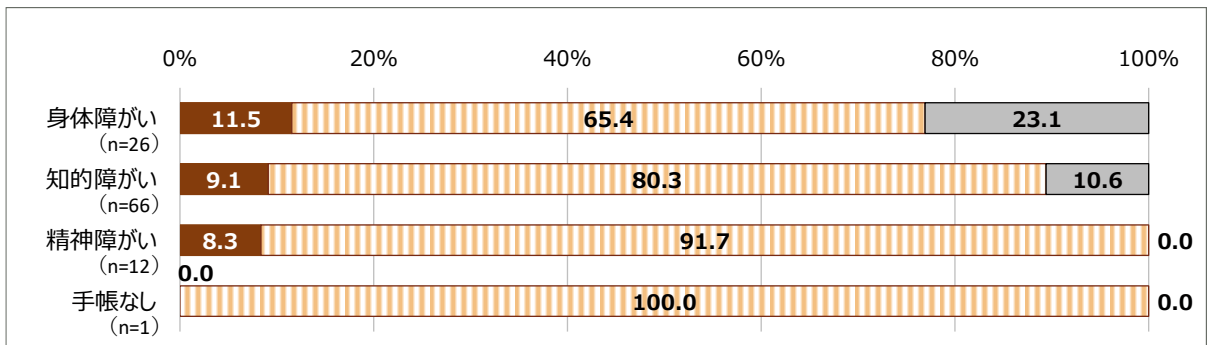 0% 20% 40% 60% 80% 100%
身体障がい 11.5 65.4 23.1
（n=26）
知的障がい 9.1 80.3 10.6
（n=66）
精神障がい 8.3 91.7 0.0
（n=12）
0.0
手帳なし 100.0 0.0
（n=1）